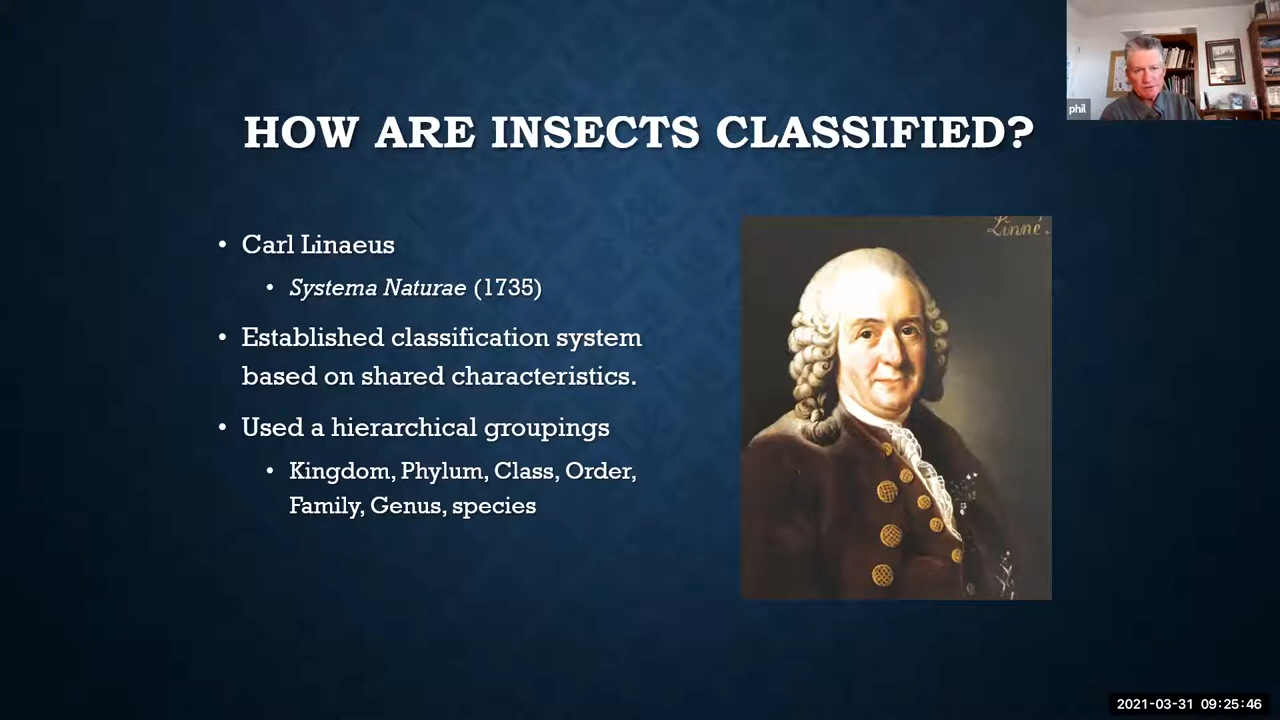 HOW ARE INSECTS CLASSIFIED?
• Carl Linaeus
• Systema Naturae (1735)
• Established classification system
based on shared characteristics.
• Used a hierarchical groupings
• Kingdom, Phylum, Class, Order,
Family, Genus, species
Linné.
phil
2021-03-31 09:25:46